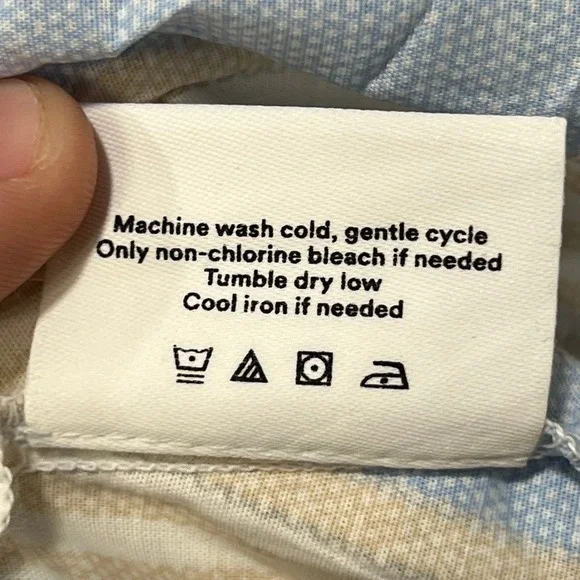 Machine wash cold, gentle cycle
Only non-chlorine bleach if needed
Tumble dry low
Cool iron if needed